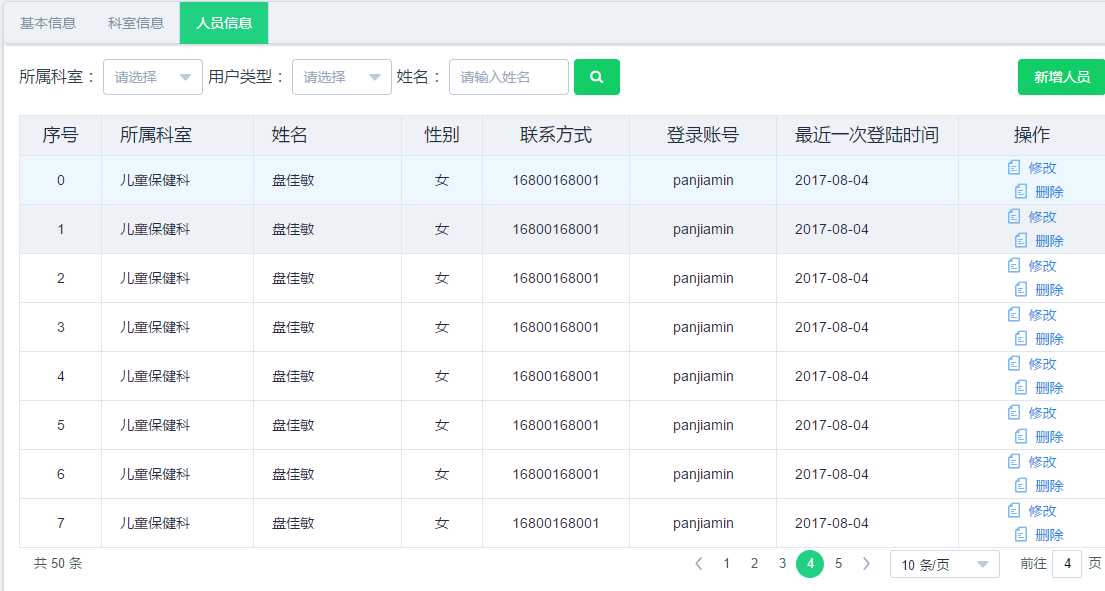 基本信息 科室信息 人员信息
所属科室： 请选择 用户类型： 请选择 姓名： 请输入姓名 新增人员
序号 所属科室 姓名 性别 联系方式 登录账号 最近一次登陆时间 操作
0 儿童保健科 盘佳敏 女 16800168001 panjiamin 2017-08-04 修改
删除
1 儿童保健科 盘佳敏 女 16800168001 panjiamin 2017-08-04 修改
删除
2 儿童保健科 盘佳敏 女 16800168001 panjiamin 2017-08-04 修改
删除
3 儿童保健科 盘佳敏 女 16800168001 panjiamin 2017-08-04 修改
删除
4 儿童保健科 盘佳敏 女 16800168001 panjiamin 2017-08-04 修改
删除
5 儿童保健科 盘佳敏 女 16800168001 panjiamin 2017-08-04 修改
删除
6 儿童保健科 盘佳敏 女 16800168001 panjiamin 2017-08-04 修改
删除
7 儿童保健科 盘佳敏 女 16800168001 panjiamin 2017-08-04 修改
删除
共 50 条 1 2 3 4 5 10 条/页 前往 4 页